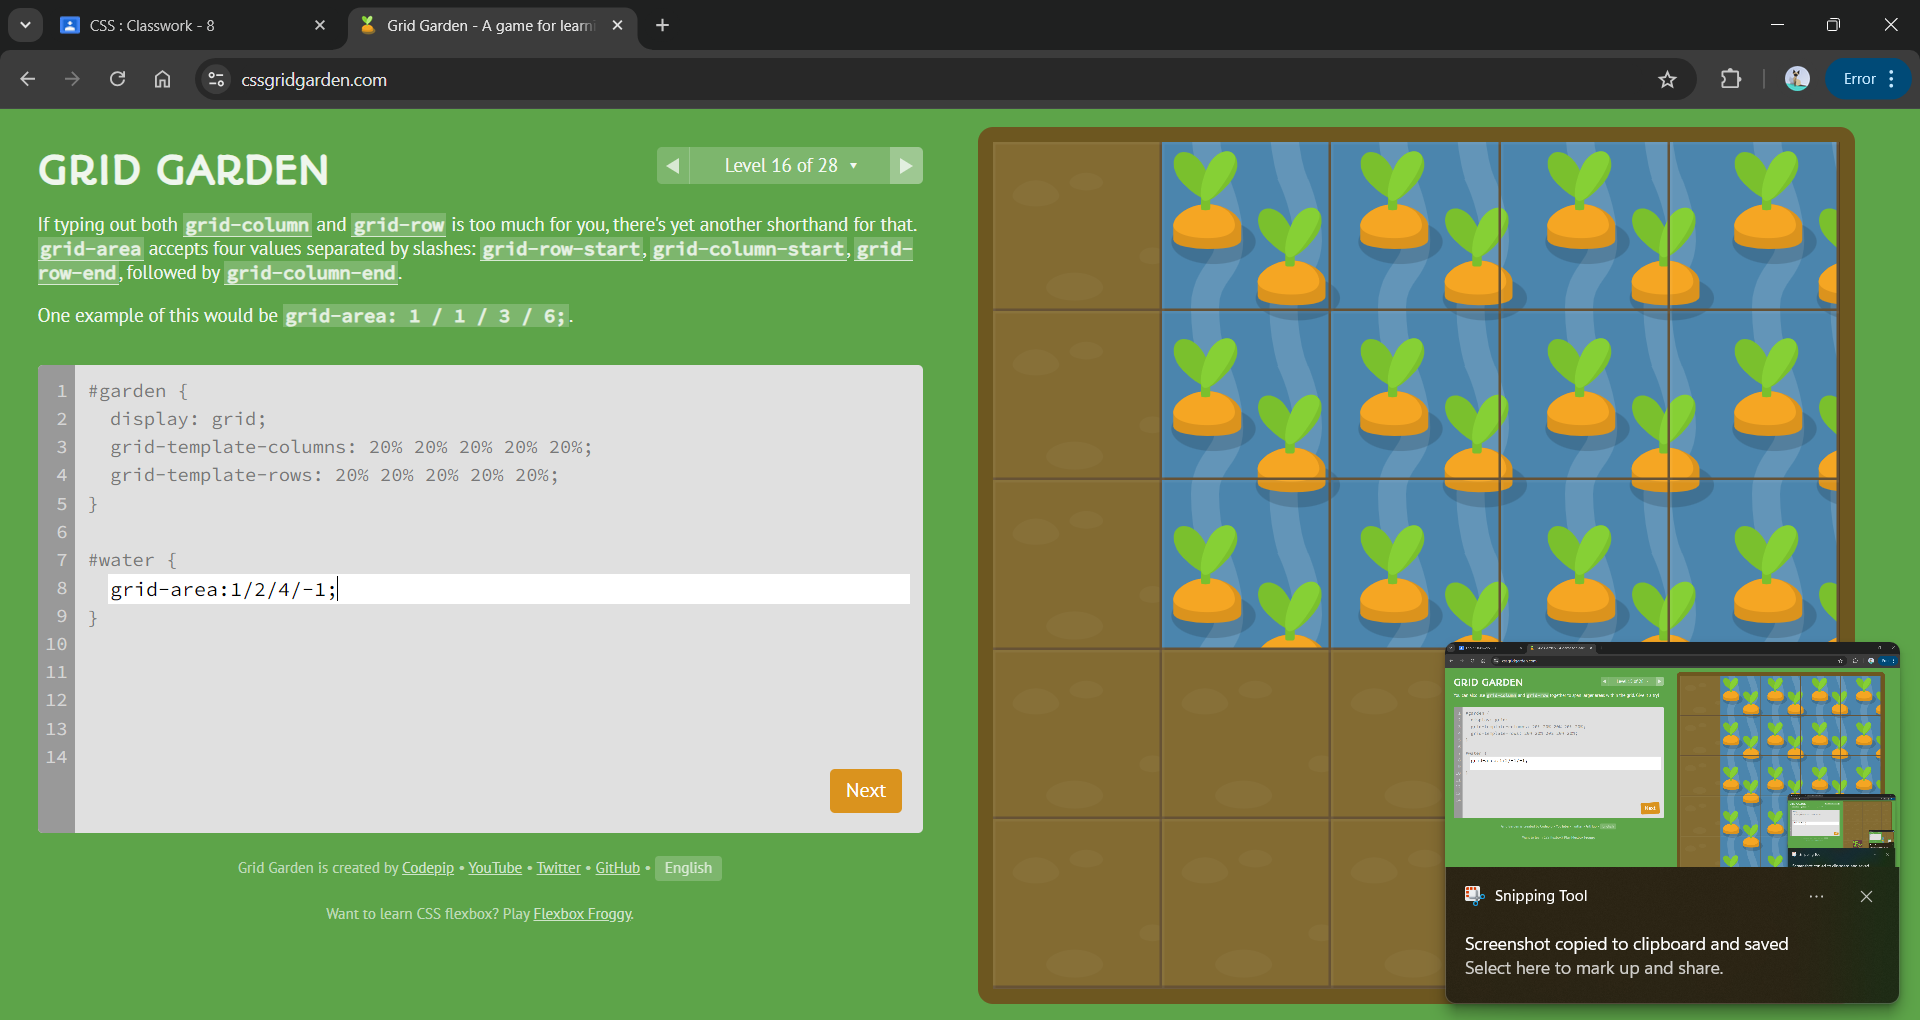 CSS : Classwork - 8
Grid Garden - A game for learni
cssgridgarden.com
Error
GRID GARDEN
Level 16 of 28
If typing out both grid-column and grid-row is too much for you, there's yet another shorthand for that.
grid-area accepts four values separated by slashes: grid-row-start, grid-column-start, grid-
row-end, followed by grid-column-end.
One example of this would be grid-area: 1 / 1 / 3 / 6;.
1 #garden {
2 display: grid;
3 grid-template-columns: 20% 20% 20% 20% 20%;
4 grid-template-rows: 20% 20% 20% 20% 20%;
5 }
6
7 #water {
8 grid-area:1/2/4/-1;
9 }
10
11
12
13
14
Next
Grid Garden is created by Codepip • YouTube • Twitter • GitHub • English
Want to learn CSS flexbox? Play Flexbox Froggy.
GRID GARDEN
Next
Snipping Tool
Screenshot copied to clipboard and saved
Select here to mark up and share.